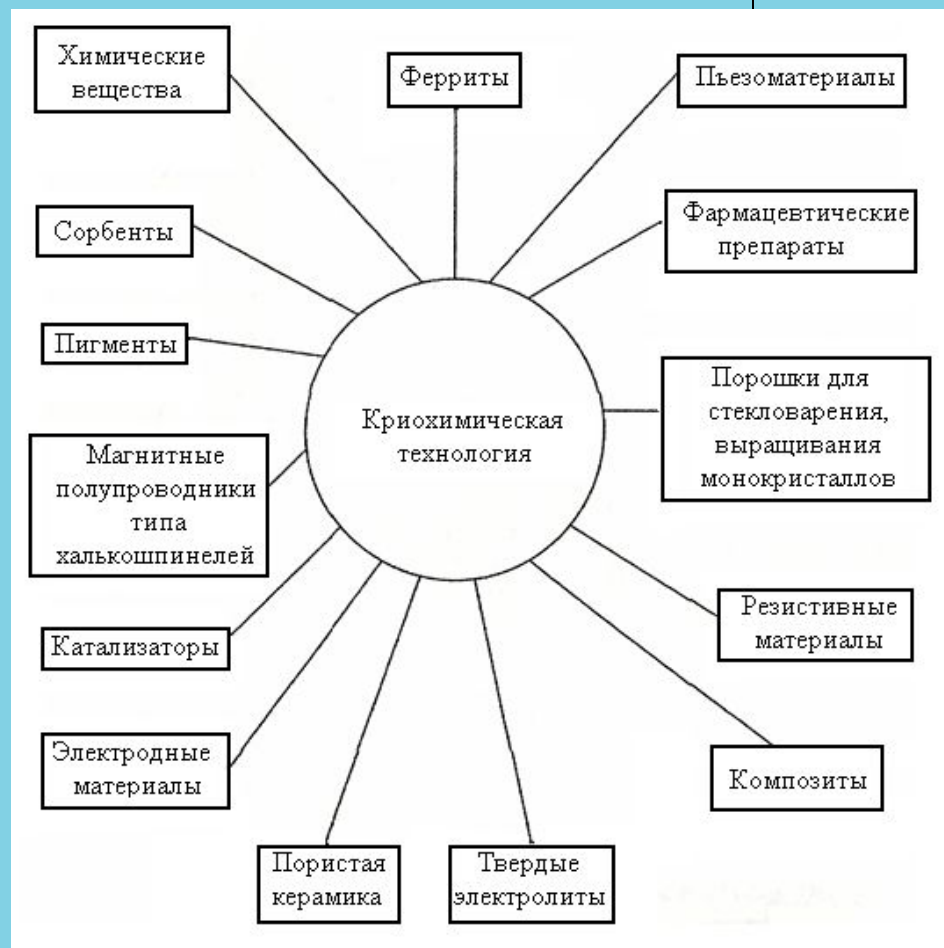 Химические
вещества
Ферриты
Пьезоматериалы
Сорбенты
Фармацевтические
препараты
Пигменты
Криохимическая
технология
Порошки для
стекловарения,
выращивания
монокристаллов
Магнитные
полупроводники
типа
халькошпинелей
Катализаторы
Резистивные
материалы
Электродные
материалы
Композиты
Пористая
керамика
Твердые
электролиты